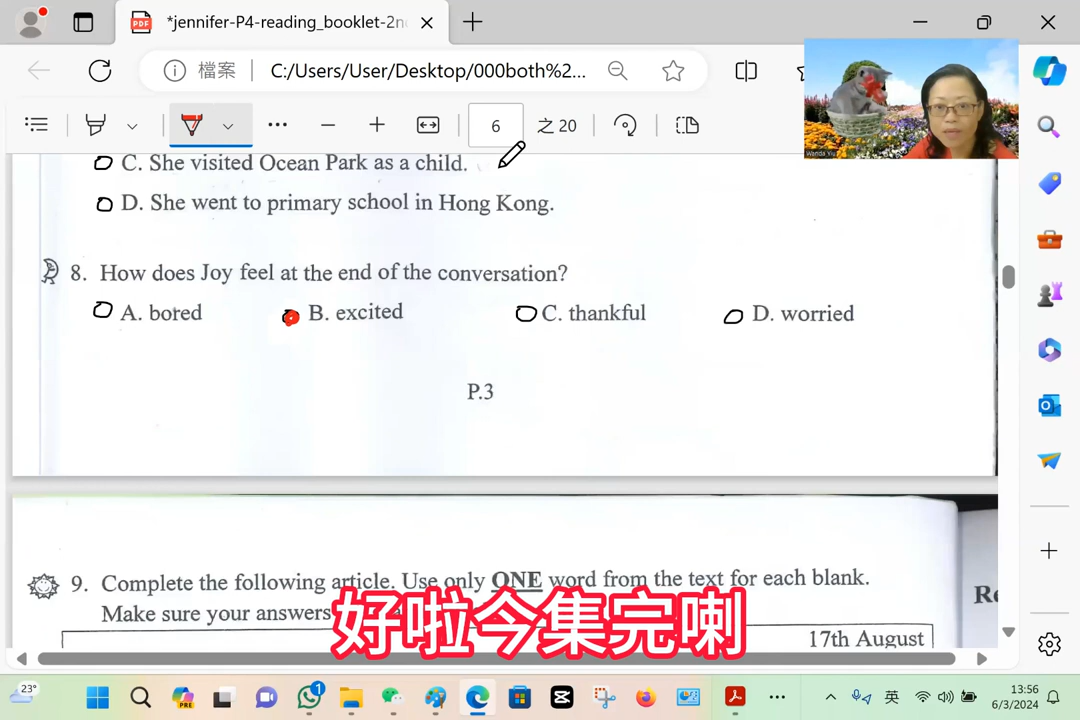 *jennifer-P4-reading_booklet-2n
檔案
C:/Users/User/Desktop/000both%2...
6
之 20
Wanda Yiu
C. She visited Ocean Park as a child.
D. She went to primary school in Hong Kong.
8. How does Joy feel at the end of the conversation?
A. bored
B. excited
C. thankful
D. worried
P.3
9. Complete the following article. Use only ONE word from the text for each blank.
Re
Make sure your answers
好啦今集完喇
17th August
23°
PRE
1
英
13:56
6/3/2024